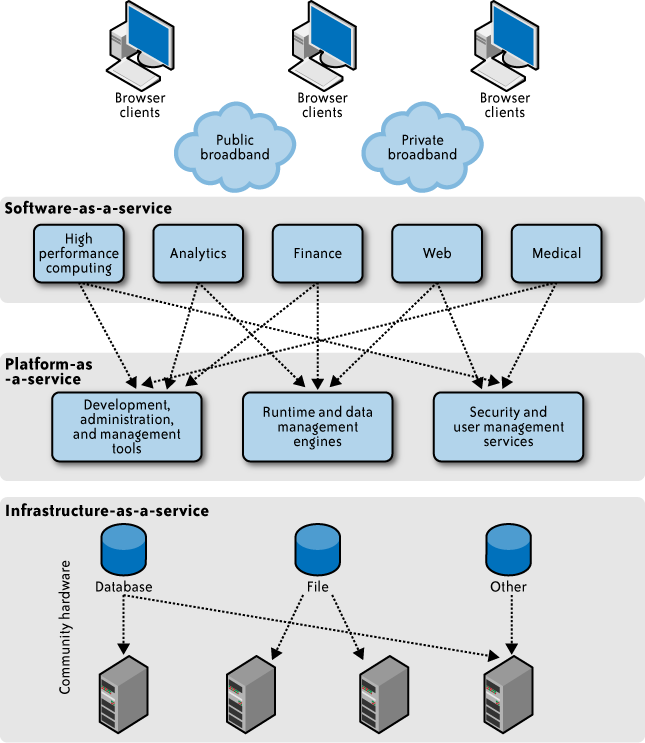 Browser
clients
Browser
clients
Browser
clients
Public
broadband
Private
broadband
Software-as-a-service
High
performance
computing
Analytics
Finance
Web
Medical
Platform-as
-a-service
Development,
administration,
and management
tools
Runtime and data
management
engines
Security and
user management
services
Infrastructure-as-a-service
Community hardware
Database
File
Other